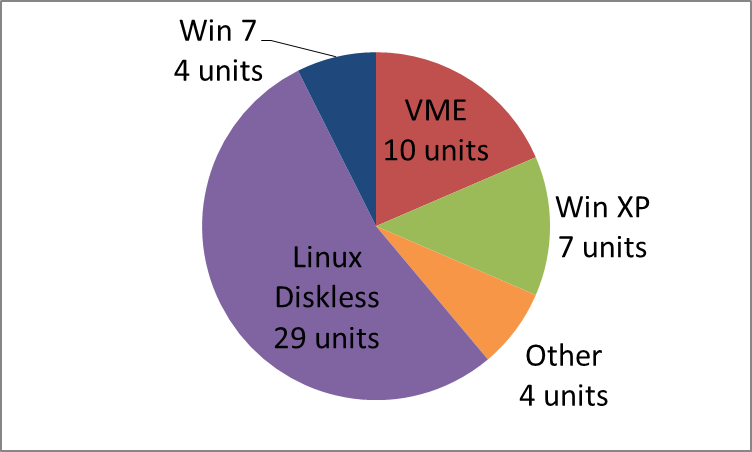 Win 7
4 units
VME
10 units
Win XP
7 units
Linux
Diskless
29 units
Other
4 units